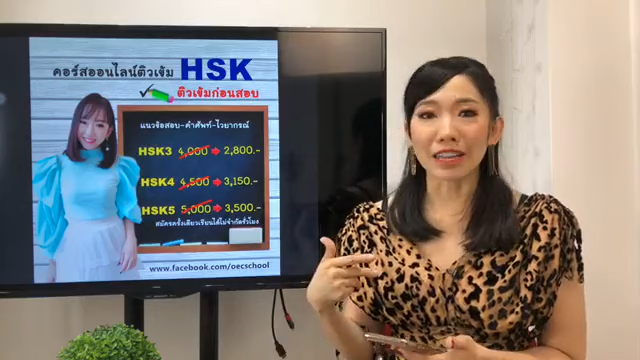 คอร์สออนไลน์ติวเข้ม HSK
ติวเข้มก่อนสอบ
แนวข้อสอบ-คำศัพท์-ไวยากรณ์
HSK3 4,000 2,800.-
HSK4 4,500 3,150.-
HSK5 5,000 3,500.-
สมัครครั้งเดียวเรียนได้ไม่จำกัดชั่วโมง
www.facebook.com/oecschool